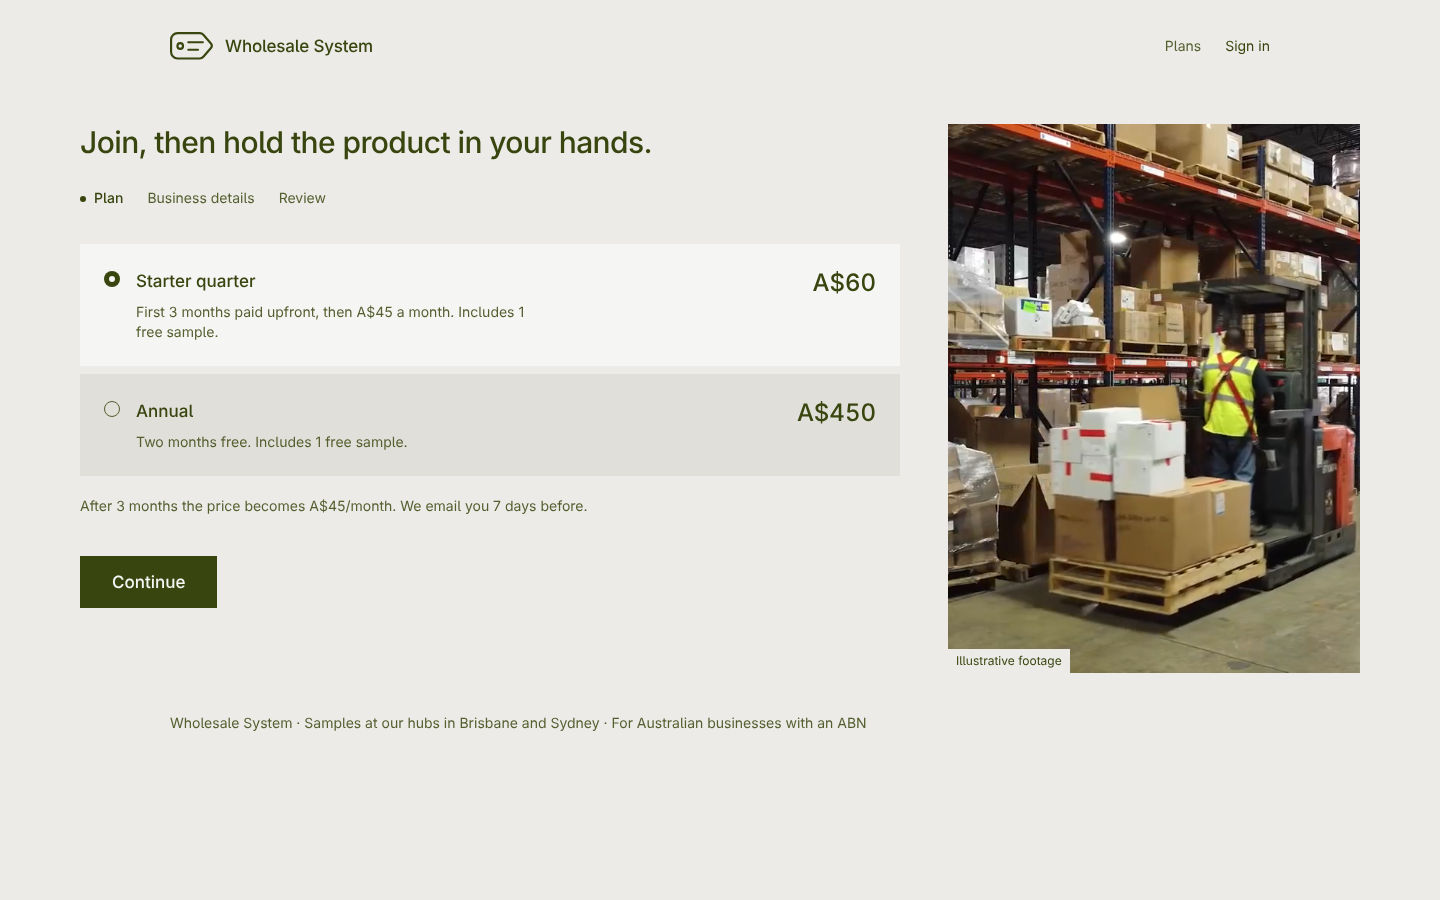 Wholesale System
Plans
Sign in
Join, then hold the product in your hands.
Plan
Business details
Review
Starter quarter
A$60
First 3 months paid upfront, then A$45 a month. Includes 1
free sample.
Annual
A$450
Two months free. Includes 1 free sample.
After 3 months the price becomes A$45/month. We email you 7 days before.
Continue
Illustrative footage
Wholesale System · Samples at our hubs in Brisbane and Sydney · For Australian businesses with an ABN